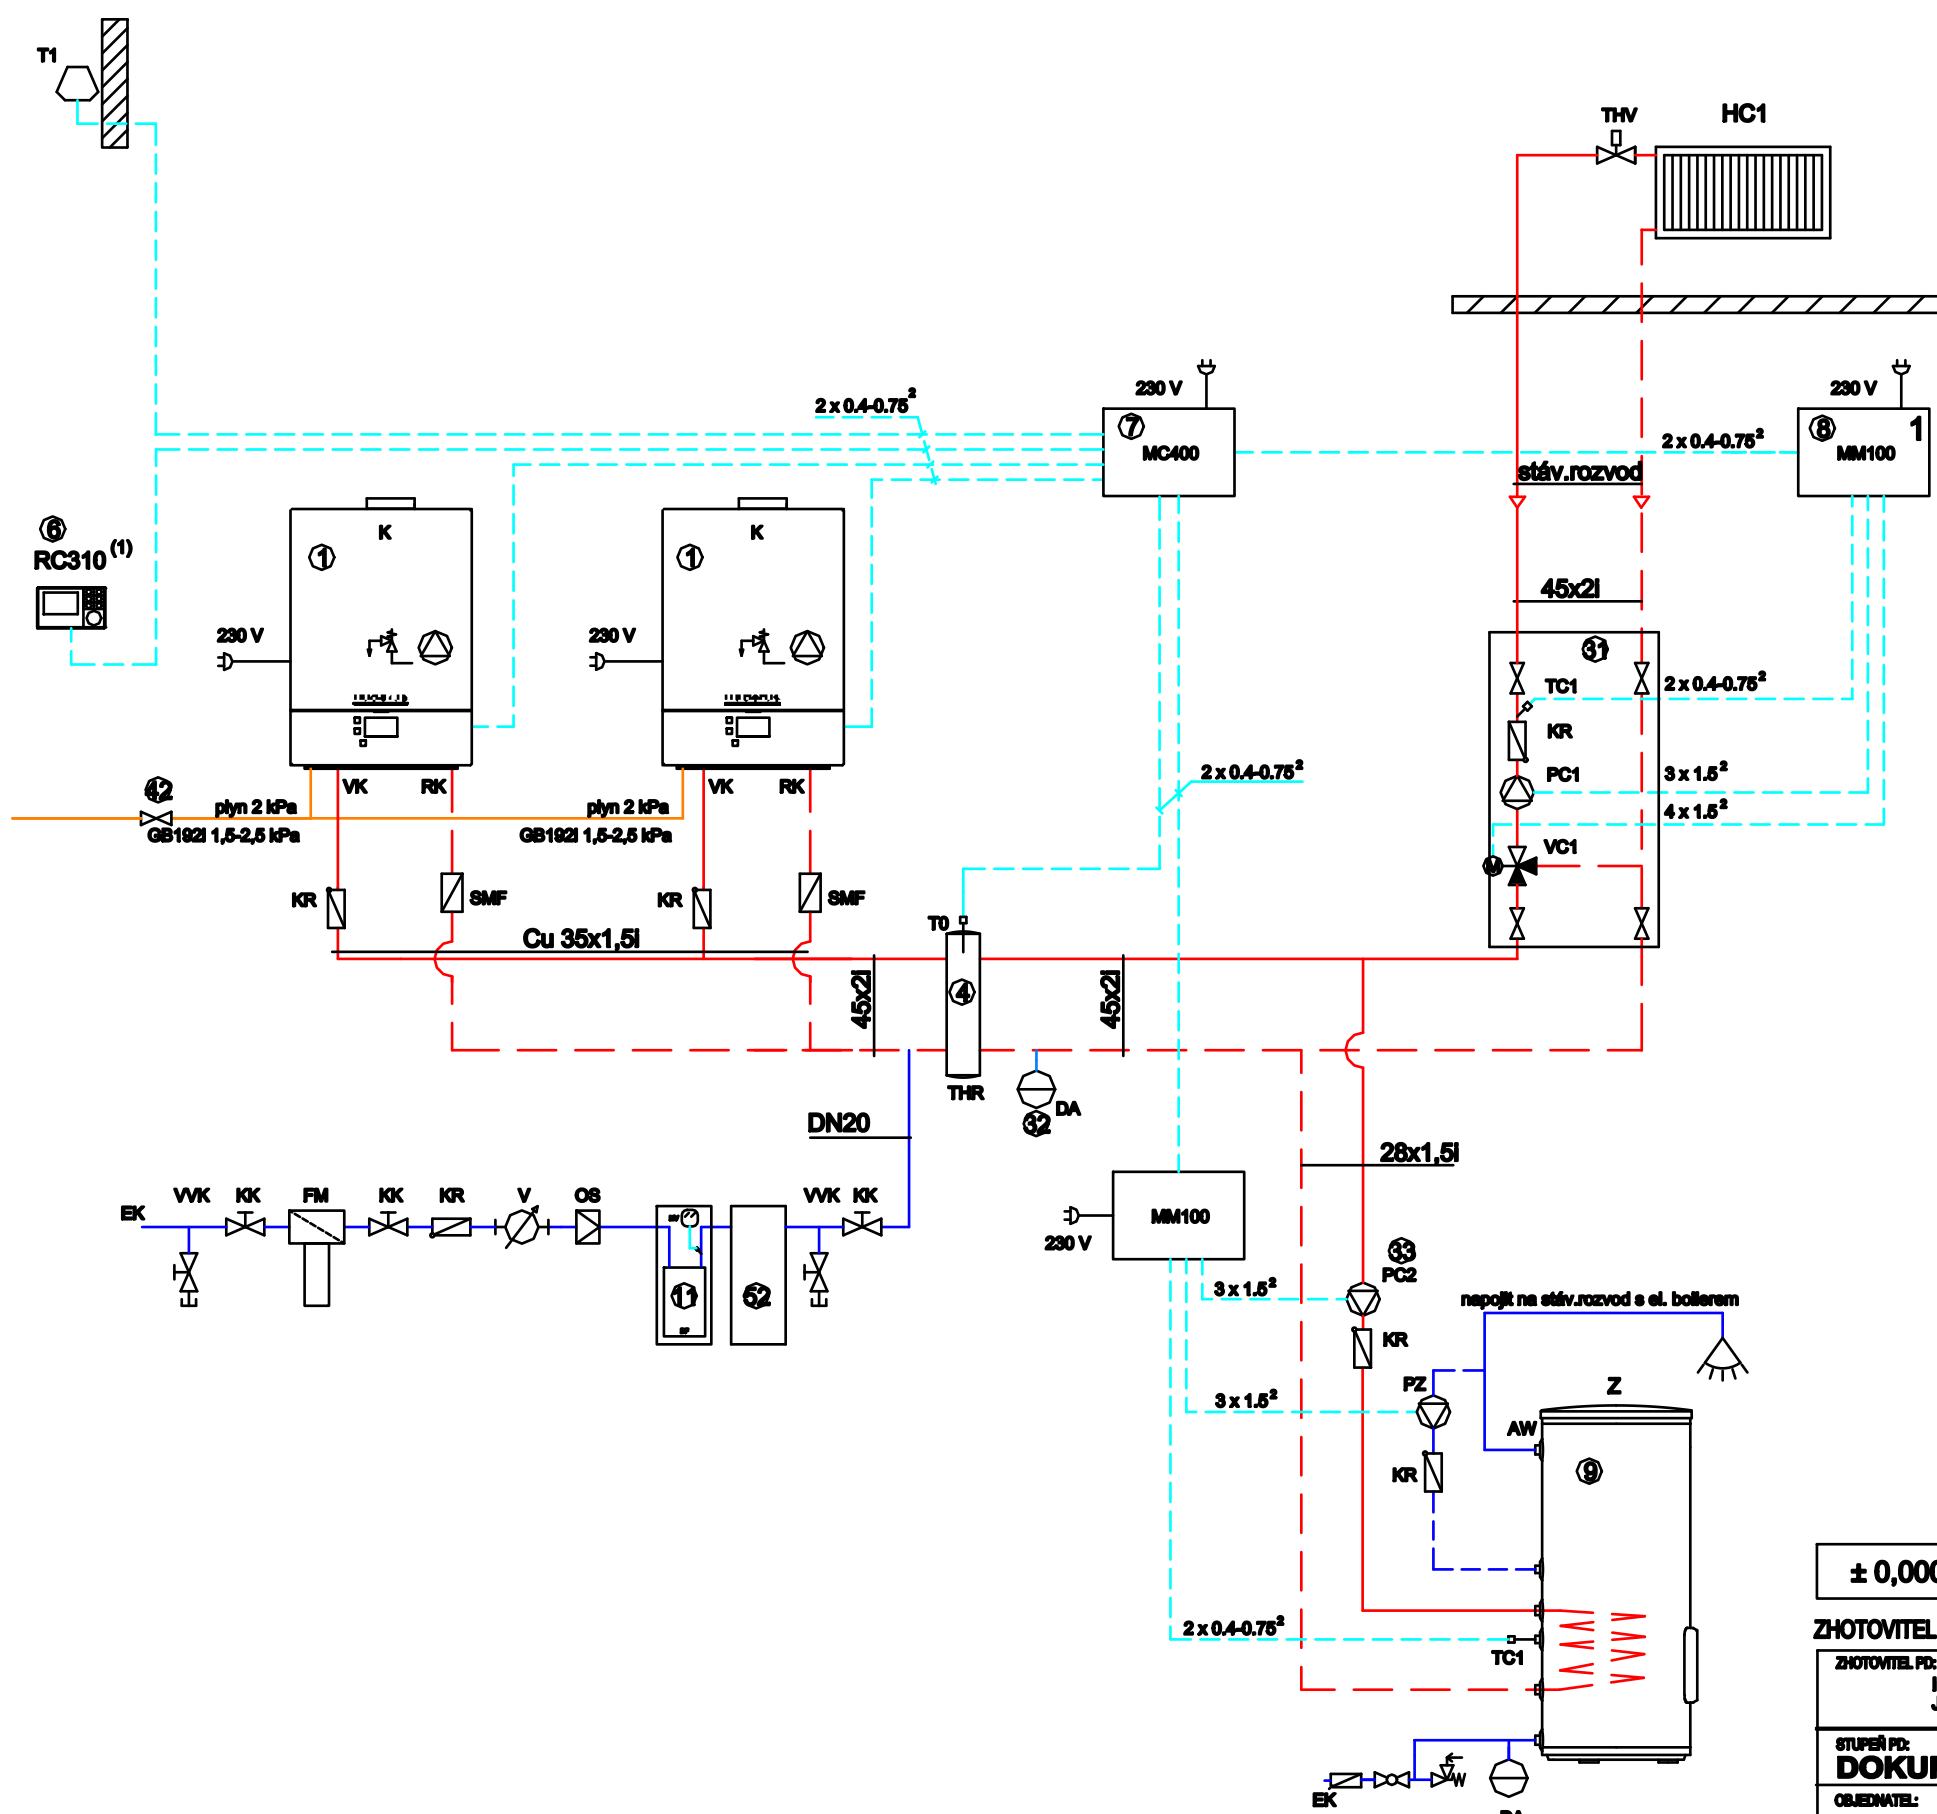 T1
THV
HC1
230 V
230 V
2 x 0.4-0.75²
7
MC400
2 x 0.4-0.75²
8
1
MM100
stáv.rozvod
6
RC310 (1)
K
1
K
1
45x2i
230 V
230 V
31
TC1
2 x 0.4-0.75²
KR
PC1
3 x 1.5²
4 x 1.5²
VC1
M
2 x 0.4-0.75²
42
VK
RK
VK
RK
plyn 2 kPa
plyn 2 kPa
GB192i 1,5-2,5 kPa
GB192i 1,5-2,5 kPa
KR
SMF
KR
SMF
Cu 35x1,5i
T0
45x2i
4
45x2i
THR
DA
32
DN20
28x1,5i
EK
VVK
KK
FM
KK
KR
V
OS
VVK
KK
11
52
MM100
230 V
33
PC2
3 x 1.5²
KR
napojit na stáv.rozvod s el. boilerem
PZ
3 x 1.5²
Z
AW
9
KR
2 x 0.4-0.75²
TC1
EK
DA
± 0,000
ZHOTOVITEL
ZHOTOVITEL PD:
STUPEŇ PD:
DOKUM
OBJEDNATEL: